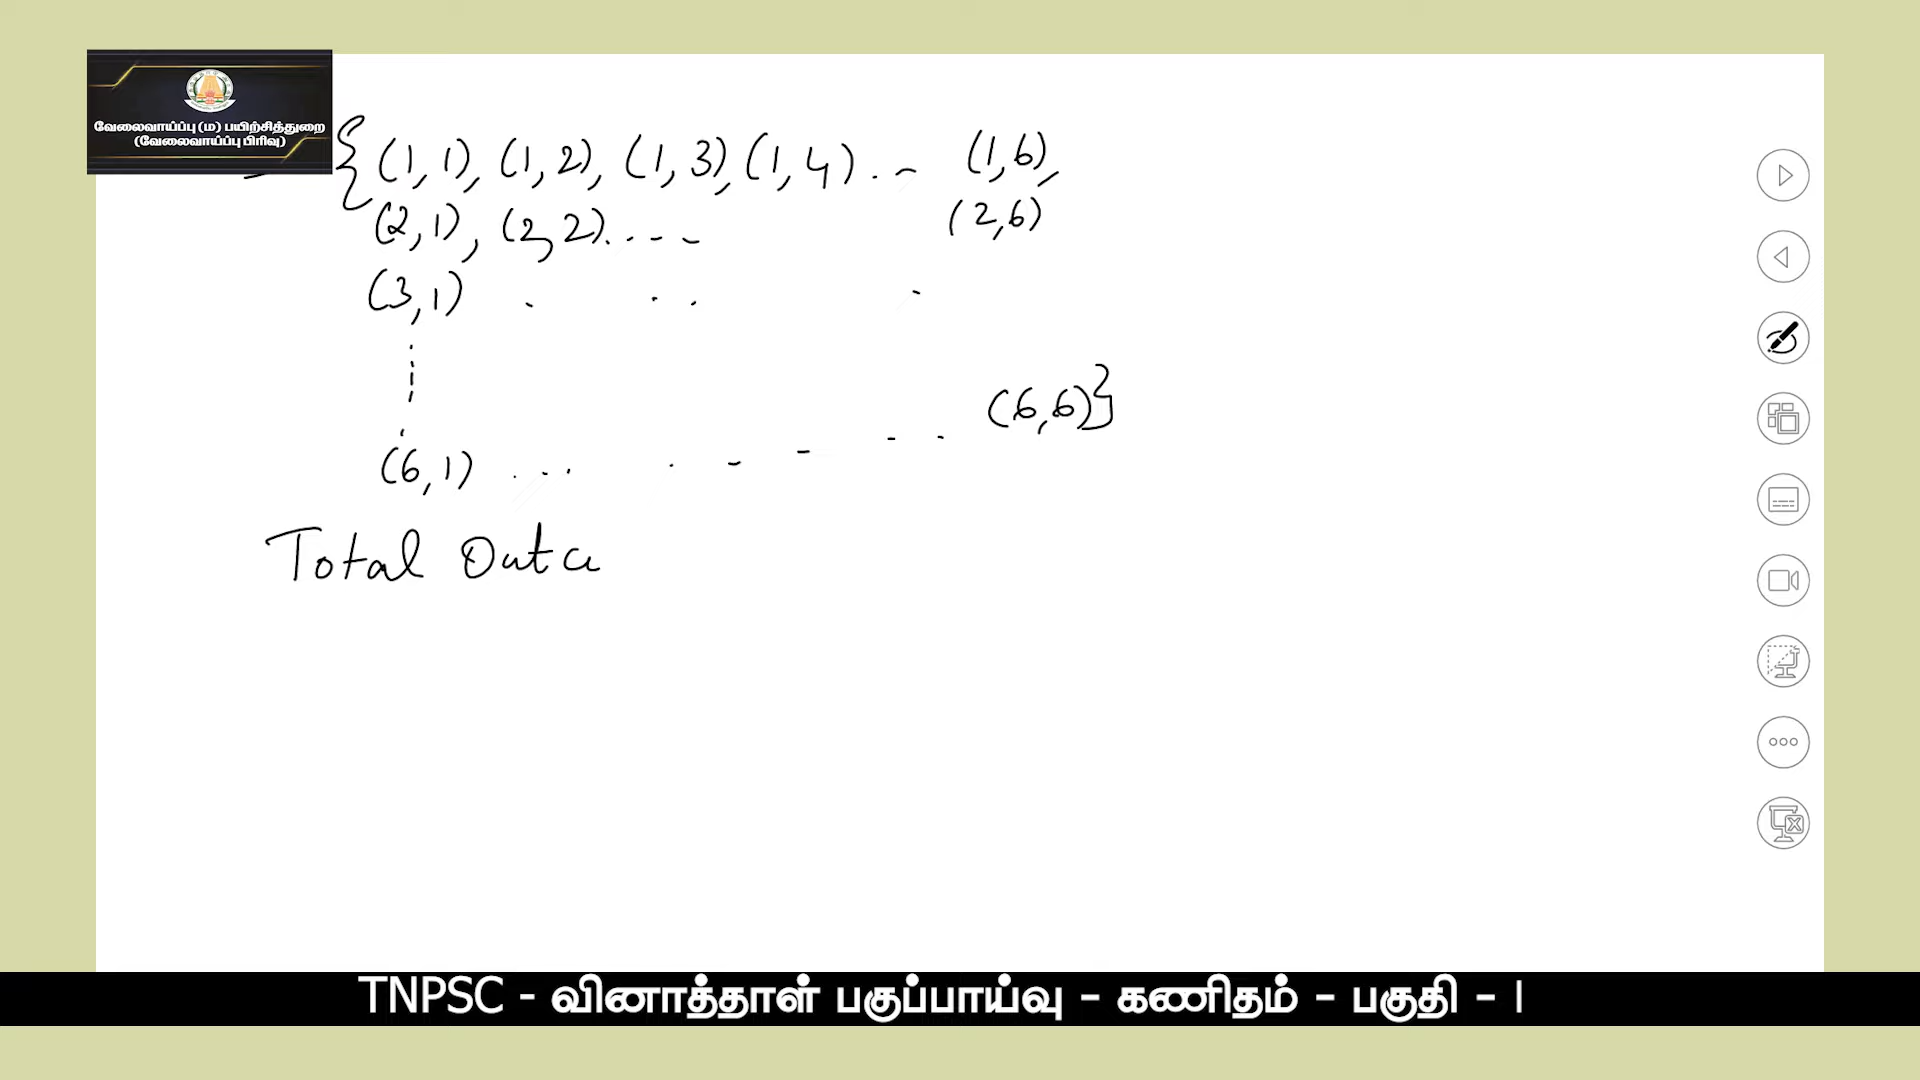 வேலைவாய்ப்பு (ம) பயிற்சித்துறை
(வேலைவாய்ப்பு பிரிவு)
{(1,1), (1,2), (1,3), (1,4) . - (1,6),
(2,1), (2,2). . - - - (2,6)
(3,1) . . . .
(6,1) . . . . - - - . (6,6)}
Total Outc
TNPSC - வினாத்தாள் பகுப்பாய்வு - கணிதம் - பகுதி - I